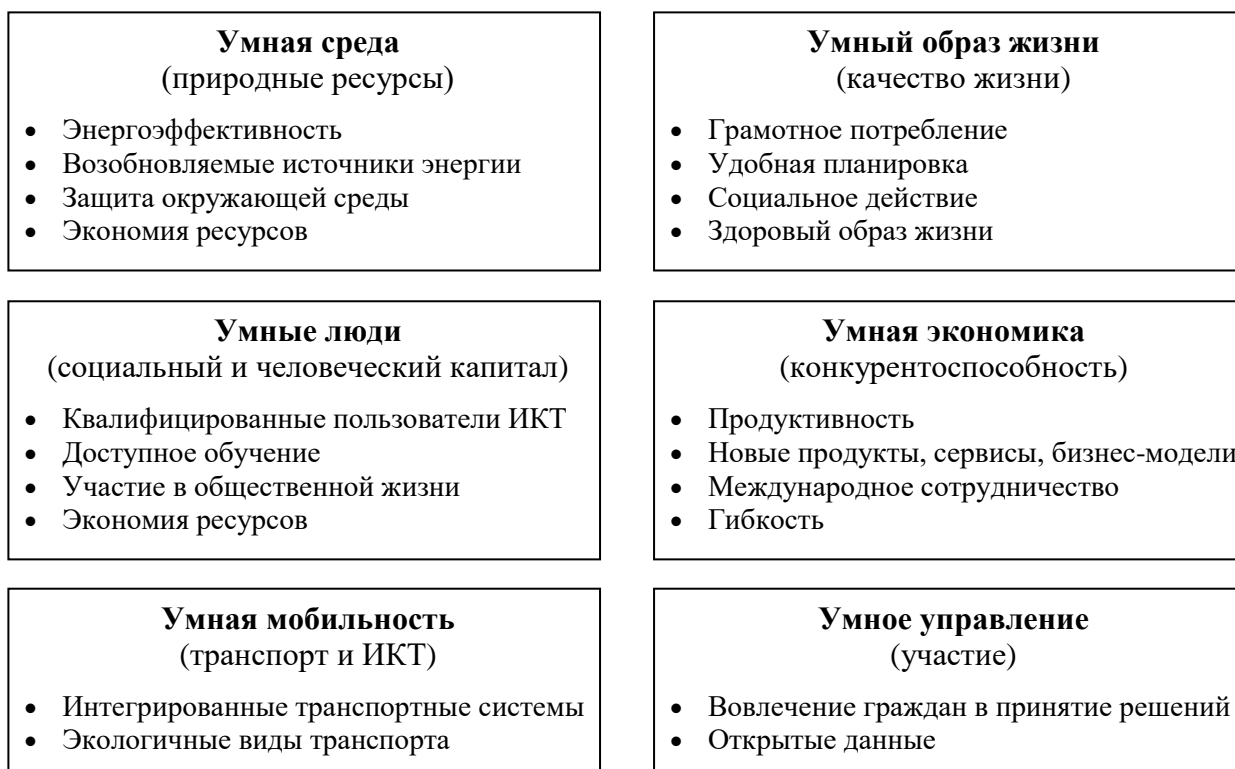 Умная среда
(природные ресурсы)
• Энергоэффективность
• Возобновляемые источники энергии
• Защита окружающей среды
• Экономия ресурсов
Умный образ жизни
(качество жизни)
• Грамотное потребление
• Удобная планировка
• Социальное действие
• Здоровый образ жизни
Умные люди
(социальный и человеческий капитал)
• Квалифицированные пользователи ИКТ
• Доступное обучение
• Участие в общественной жизни
• Экономия ресурсов
Умная экономика
(конкурентоспособность)
• Продуктивность
• Новые продукты, сервисы, бизнес-модели
• Международное сотрудничество
• Гибкость
Умная мобильность
(транспорт и ИКТ)
• Интегрированные транспортные системы
• Экологичные виды транспорта
Умное управление
(участие)
• Вовлечение граждан в принятие решений
• Открытые данные